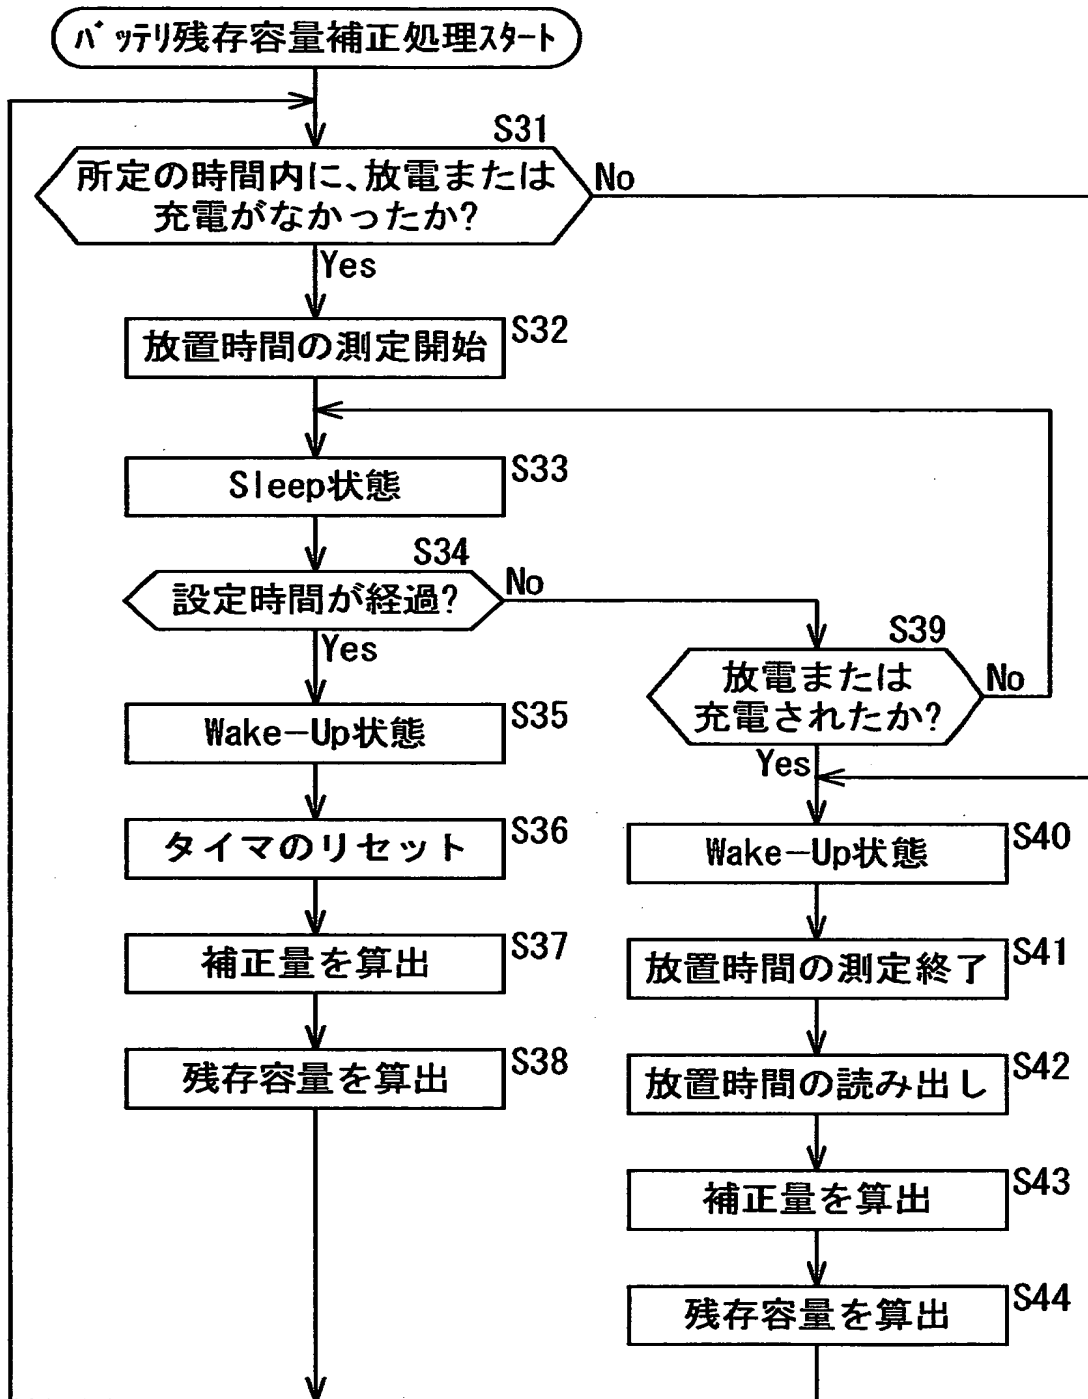 バッテリ残存容量補正処理スタート
S31
所定の時間内に、放電または
充電がなかったか?
No
Yes
放置時間の測定開始
S32
Sleep状態
S33
S34
設定時間が経過?
No
Yes
S39
放電または
充電されたか?
No
Yes
Wake-Up状態
S35
タイマのリセット
S36
補正量を算出
S37
残存容量を算出
S38
Wake-Up状態
S40
放置時間の測定終了
S41
放置時間の読み出し
S42
補正量を算出
S43
残存容量を算出
S44